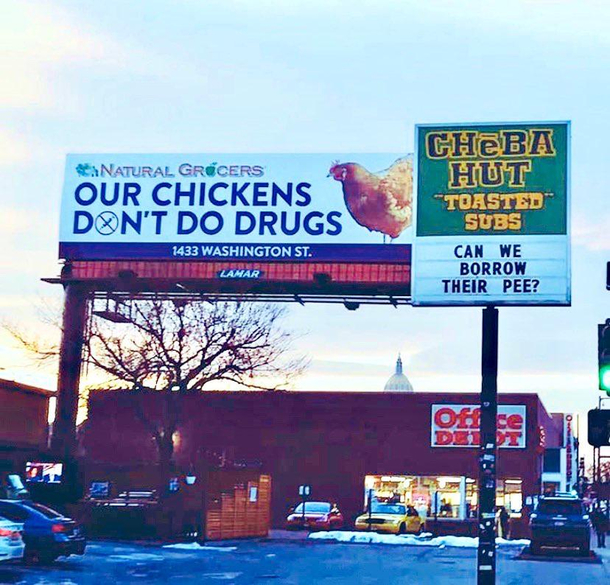 NATURAL GROCERS
OUR CHICKENS
DON'T DO DRUGS
1433 WASHINGTON ST.
LAMAR
CHēBA
HUT
"TOASTED"
SUBS
CAN WE
BORROW
THEIR PEE?
Office
DEPOT